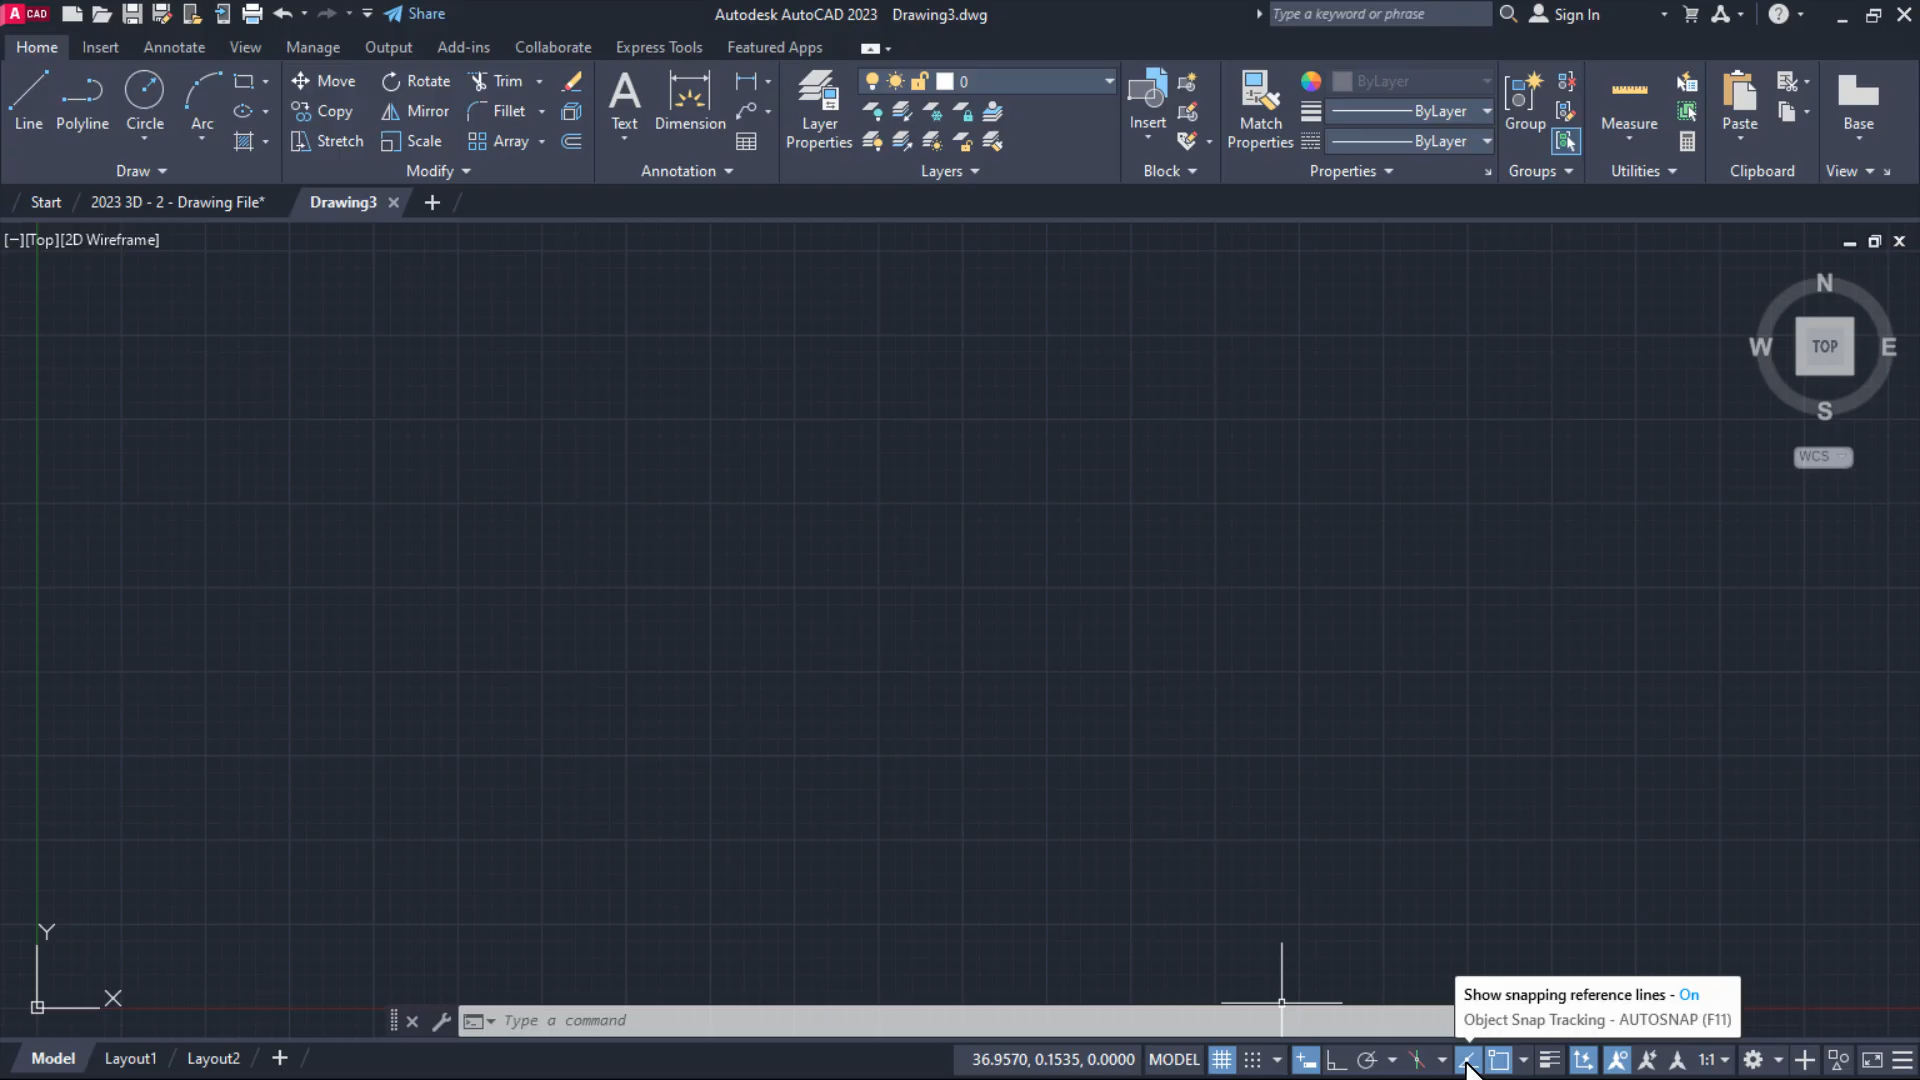 A CAD Share Autodesk AutoCAD 2023 Drawing3.dwg Type a keyword or phrase Sign In
Home Insert Annotate View Manage Output Add-ins Collaborate Express Tools Featured Apps
Line Polyline Circle Arc
Move Rotate Trim
Copy Mirror Fillet
Stretch Scale Array
Text Dimension
Layer
Properties
0
Insert
Match
Properties
ByLayer
ByLayer
ByLayer
Group
Measure
Paste
Base
Draw Modify Annotation Layers Block Properties Groups Utilities Clipboard View
Start 2023 3D - 2 - Drawing File* Drawing3
[−][Top][2D Wireframe]
N
W TOP E
S
WCS
Y
X
Show snapping reference lines - On
Object Snap Tracking - AUTOSNAP (F11)
Type a command
Model Layout1 Layout2 36.9570, 0.1535, 0.0000 MODEL 1:1